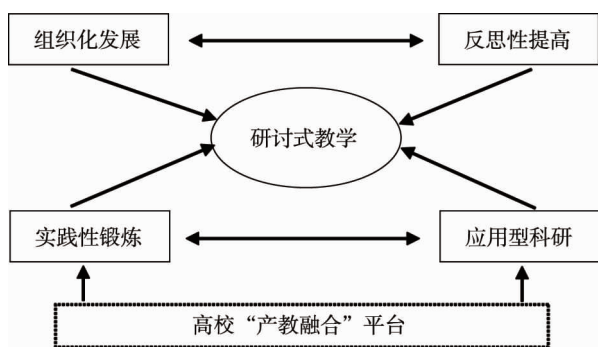 组织化发展
反思性提高
研讨式教学
实践性锻炼
应用型科研
高校“产教融合”平台